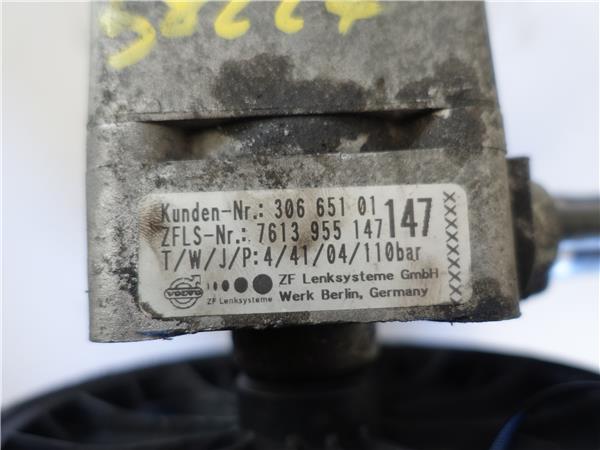 Kunden-Nr.: 306 651 01
ZFLS-Nr.: 7613 955 147
147
T/W/J/P:4/41/04/110bar
VOLVO
ZF Lenksysteme
ZF Lenksysteme GmbH
Werk Berlin, Germany